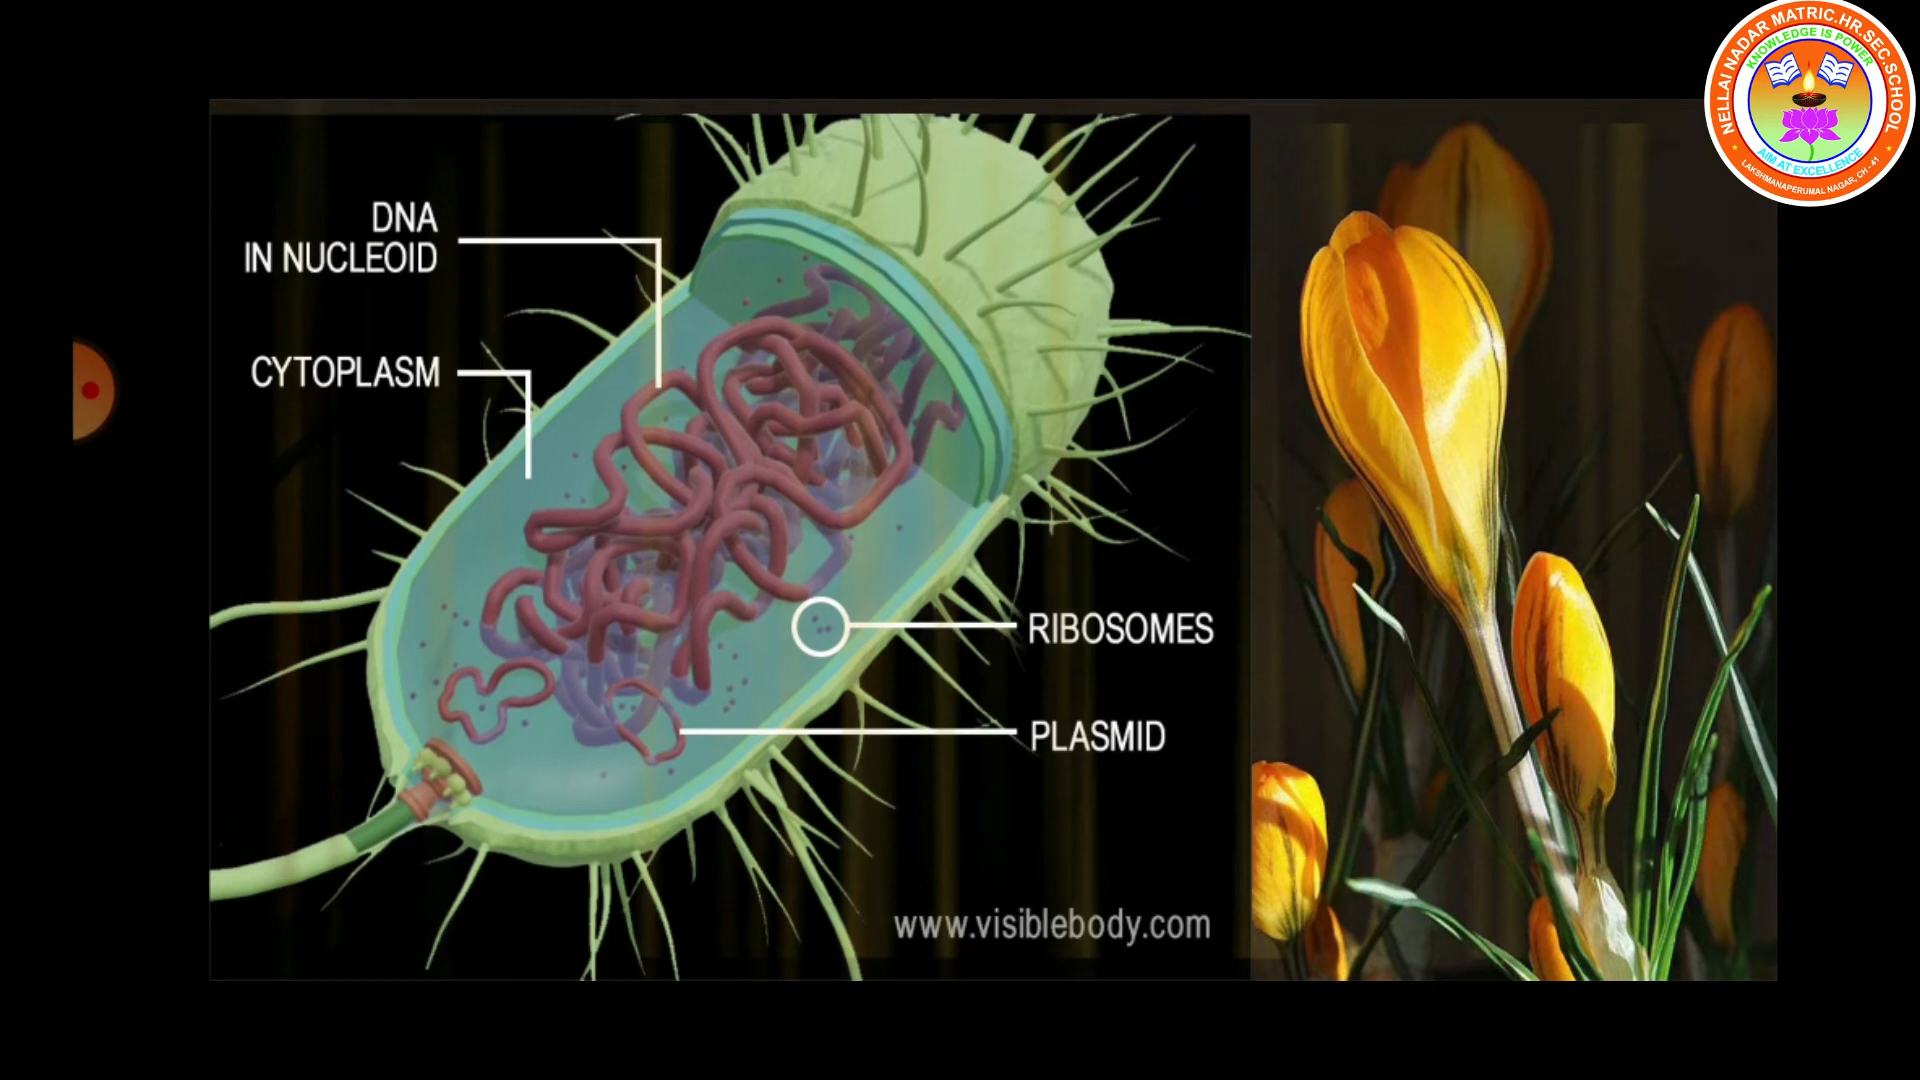 NELLAI NADAR MATRIC.HR.SEC.SCHOOL
KNOWLEDGE IS POWER
AIM AT EXCELLENCE
LAKSHMANAPERUMAL NAGAR, CH - 41
DNA
IN NUCLEOID
CYTOPLASM
RIBOSOMES
PLASMID
www.visiblebody.com